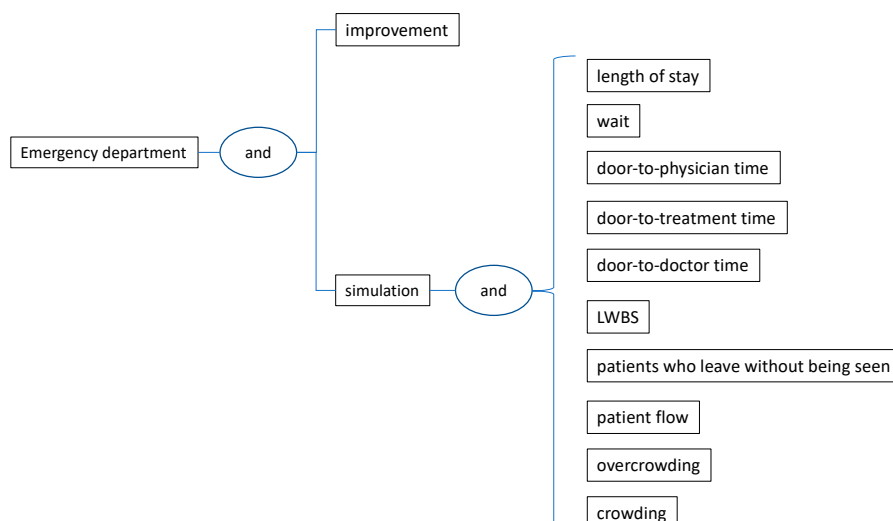 improvement
Emergency department
and
simulation
and
length of stay
wait
door-to-physician time
door-to-treatment time
door-to-doctor time
LWBS
patients who leave without being seen
patient flow
overcrowding
crowding